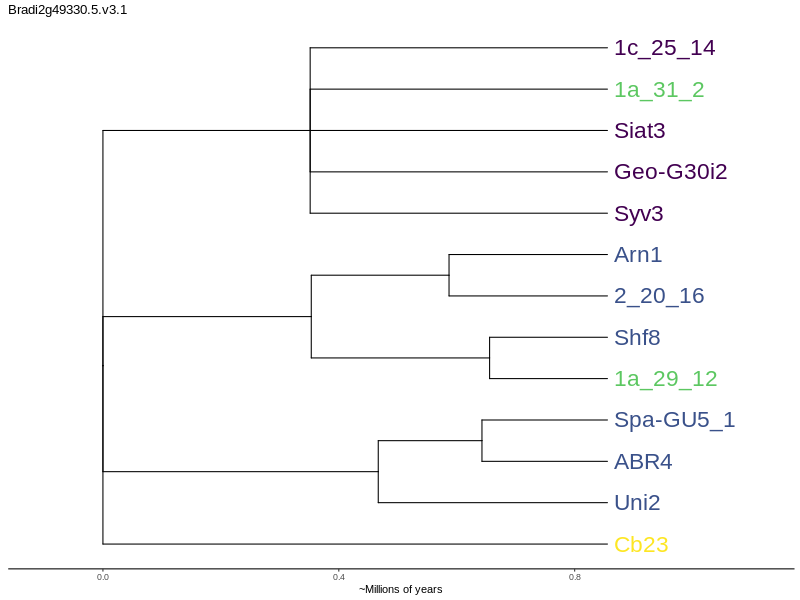 Bradi2g49330.5.v3.1
1c_25_14
1a_31_2
Siat3
Geo-G30i2
Syv3
Arn1
2_20_16
Shf8
1a_29_12
Spa-GU5_1
ABR4
Uni2
Cb23
0.0 0.4 0.8
~Millions of years